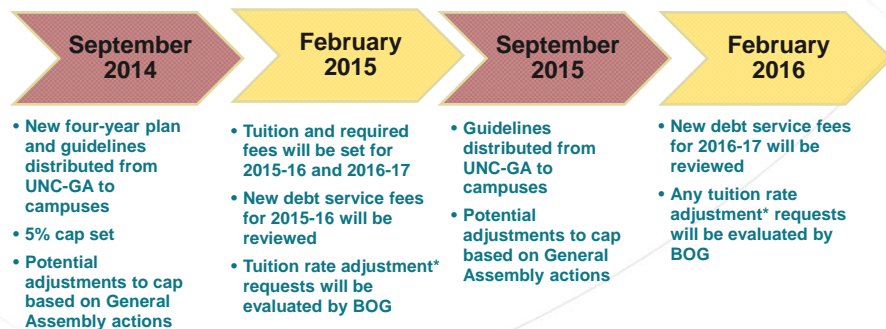 September
2014
• New four-year plan
and guidelines
distributed from
UNC-GA to
campuses
• 5% cap set
• Potential
adjustments to cap
based on General
Assembly actions
February
2015
• Tuition and required
fees will be set for
2015-16 and 2016-17
• New debt service fees
for 2015-16 will be
reviewed
• Tuition rate adjustment*
requests will be
evaluated by BOG
September
2015
• Guidelines
distributed from
UNC-GA to
campuses
• Potential
adjustments to cap
based on General
Assembly actions
February
2016
• New debt service fees
for 2016-17 will be
reviewed
• Any tuition rate
adjustment* requests
will be evaluated by
BOG